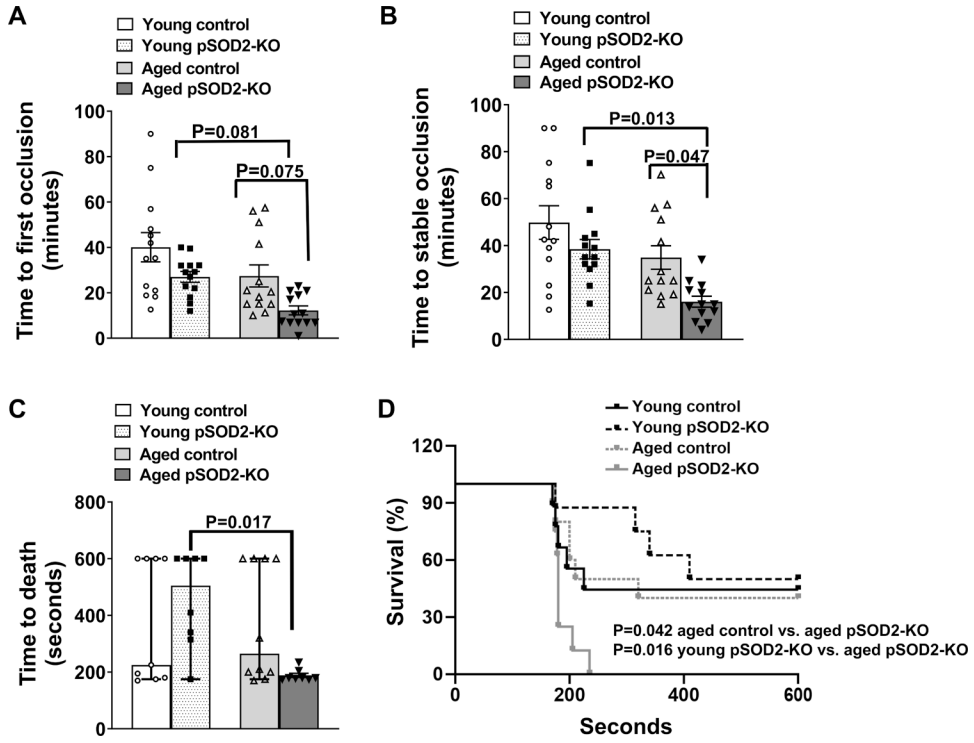 A
Young control
Young pSOD2-KO
Aged control
Aged pSOD2-KO
Time to first occlusion
(minutes)
100
80
60
40
20
0
P=0.081
P=0.075
B
Young control
Young pSOD2-KO
Aged control
Aged pSOD2-KO
Time to stable occlusion
(minutes)
100
80
60
40
20
0
P=0.013
P=0.047
C
Young control
Young pSOD2-KO
Aged control
Aged pSOD2-KO
Time to death
(seconds)
800
600
400
200
0
P=0.017
D
Young control
Young pSOD2-KO
Aged control
Aged pSOD2-KO
Survival (%)
120
90
60
30
0
P=0.042 aged control vs. aged pSOD2-KO
P=0.016 young pSOD2-KO vs. aged pSOD2-KO
0 200 400 600
Seconds